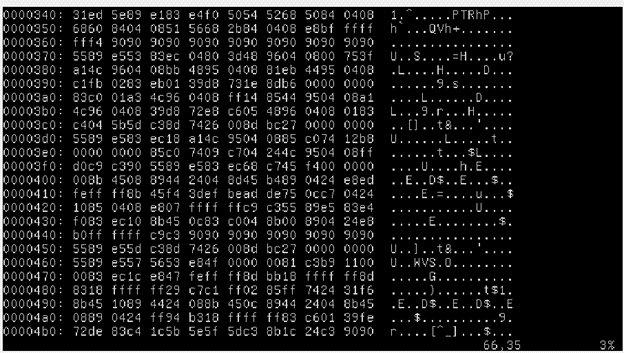 0000340: 31ed 5e89 e183 e4f0 5054 5268 5084 0408  1.^.....PTRhP...
0000350: 6860 8404 0851 5668 2b84 0408 e8bf ffff  h`...QVh+.......
0000360: fff4 9090 9090 9090 9090 9090 9090 9090  ................
0000370: 5589 e553 83ec 0480 3d48 9604 0800 753f  U..S....=H....u?
0000380: a14c 9604 08bb 4895 0408 81eb 4495 0408  .L....H.....D...
0000390: c1fb 0283 eb01 39d8 731e 8db6 0000 0000  ......9.s.......
00003a0: 83c0 01a3 4c96 0408 ff14 8544 9504 08a1  ....L......D....
00003b0: 4c96 0408 39d8 72e8 c605 4896 0408 0183  L...9.r...H.....
00003c0: c404 5b5d c38d 7426 008d bc27 0000 0000  ..[]..t&...'....
00003d0: 5589 e583 ec18 a14c 9504 0885 c074 12b8  U......L.....t..
00003e0: 0000 0000 85c0 7409 c704 244c 9504 08ff  ......t...$L....
00003f0: d0c9 c390 5589 e583 ec68 c745 f400 0000  ....U....h.E....
0000400: 008b 4508 8944 2404 8d45 b489 0424 e8ed  ..E..D$..E...$..
0000410: feff ff8b 45f4 3def bead de75 0cc7 0424  ....E.=....u...$
0000420: 1085 0408 e807 ffff ffc9 c355 89e5 83e4  ...........U....
0000430: f083 ec10 8b45 0c83 c004 8b00 8904 24e8  .....E........$.
0000440: b0ff ffff c9c3 9090 9090 9090 9090 9090  ................
0000450: 5589 e55d c38d 7426 008d bc27 0000 0000  U..]..t&...'....
0000460: 5589 e557 5653 e84f 0000 0081 c3b9 1100  U..WVS.O........
0000470: 0083 ec1c e847 feff ff8d bb18 ffff ff8d  .....G..........
0000480: 8318 ffff ff29 c7c1 ff02 85ff 7424 31f6  .....)......t$1.
0000490: 8b45 1089 4424 088b 450c 8944 2404 8b45  .E..D$..E..D$..E
00004a0: 0889 0424 ff94 b318 ffff ff83 c601 39fe  ...$..........9.
00004b0: 72de 83c4 1c5b 5e5f 5dc3 8b1c 24c3 9090  r....[^_]...$...
66,35 3%